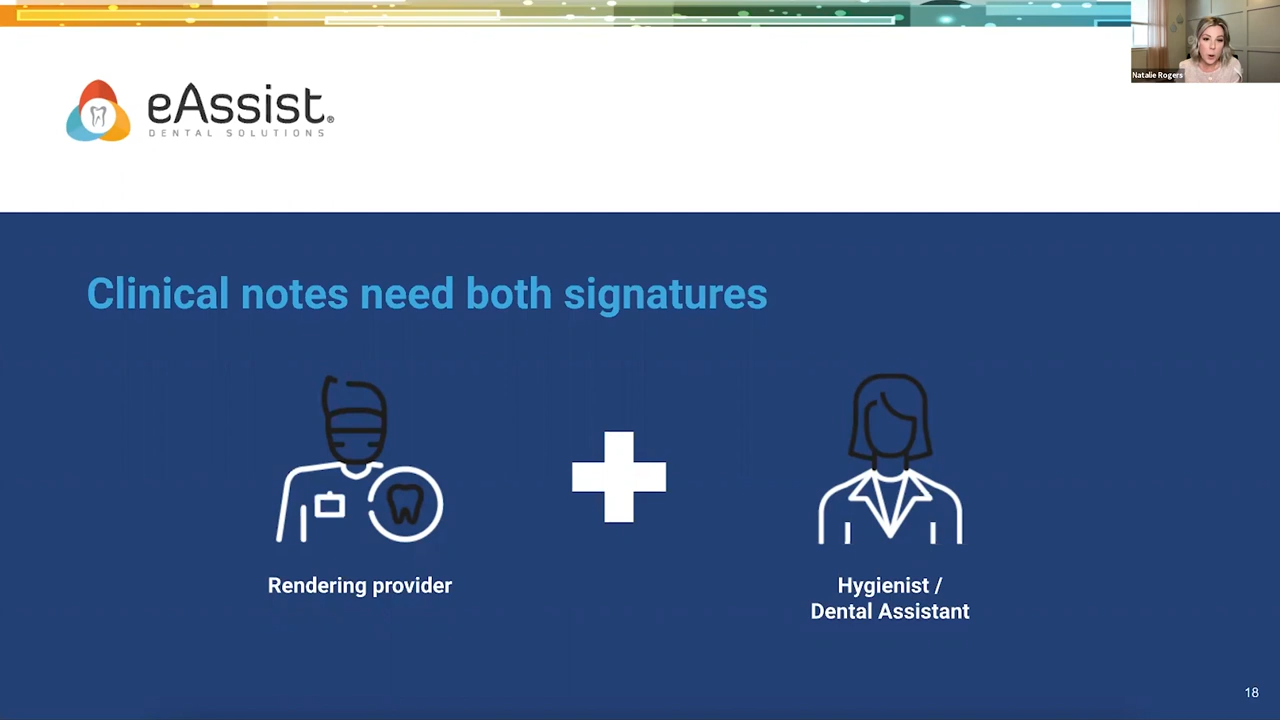 Natalie Rogers
eAssist®
DENTAL SOLUTIONS
Clinical notes need both signatures
Rendering provider
Hygienist /
Dental Assistant
18